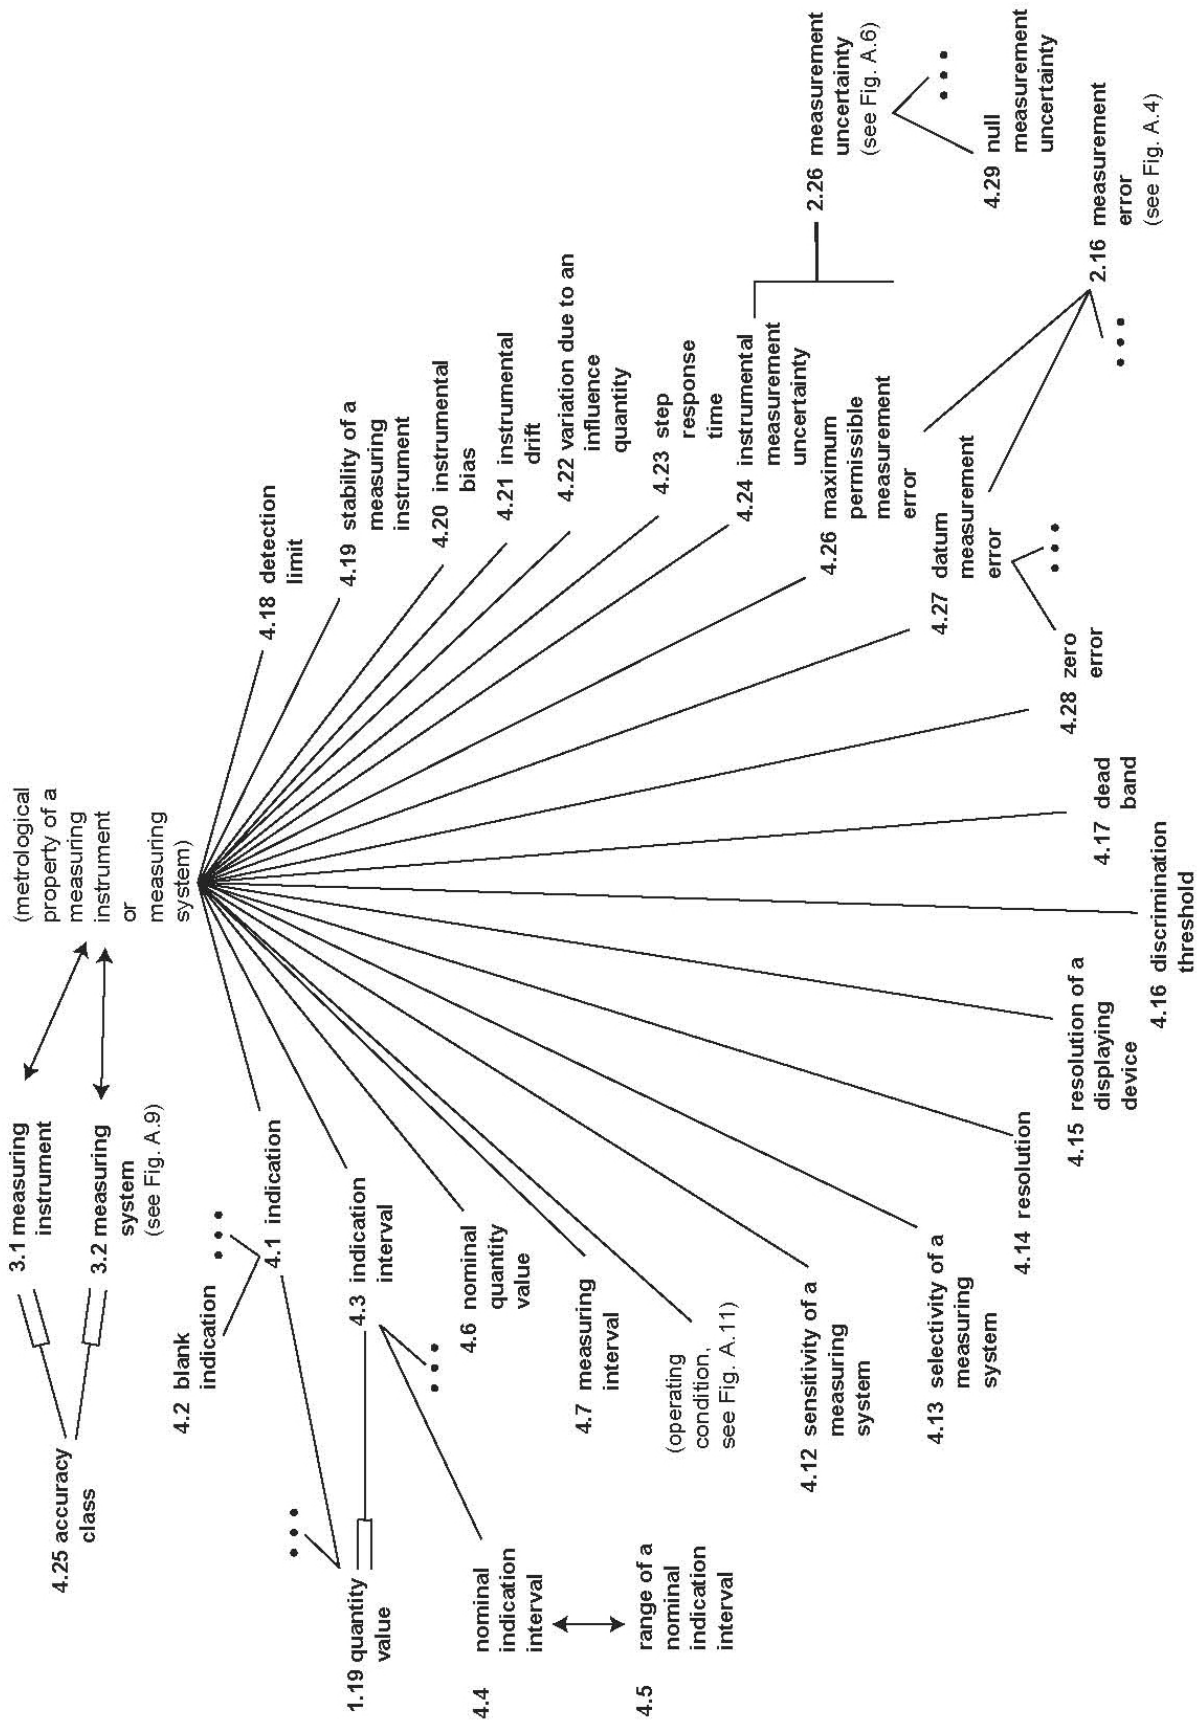 (metrological
property of a
measuring
instrument
or
measuring
system)
3.1 measuring
instrument
3.2 measuring
system
(see Fig. A.9)
4.25 accuracy
class
4.2 blank
indication
4.1 indication
1.19 quantity
value
4.3 indication
interval
4.4 nominal
indication
interval
4.5 range of a
nominal
indication
interval
4.6 nominal
quantity
value
4.7 measuring
interval
(operating
condition,
see Fig. A.11)
4.12 sensitivity of a
measuring
system
4.13 selectivity of a
measuring
system
4.14 resolution
4.15 resolution of a
displaying
device
4.16 discrimination
threshold
4.17 dead
band
4.28 zero
error
4.27 datum
measurement
error
4.26 maximum
permissible
measurement
error
2.16 measurement
error
(see Fig. A.4)
4.24 instrumental
measurement
uncertainty
2.26 measurement
uncertainty
(see Fig. A.6)
4.29 null
measurement
uncertainty
4.23 step
response
time
4.22 variation due to an
influence
quantity
4.21 instrumental
drift
4.20 instrumental
bias
4.19 stability of a
measuring
instrument
4.18 detection
limit